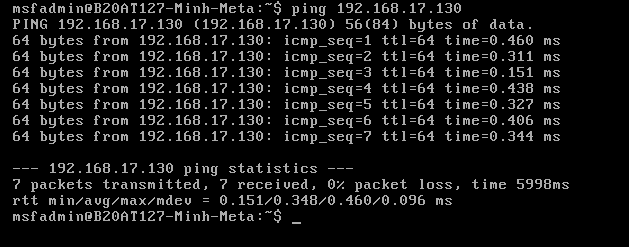 msfadmin@B20AT127-Minh-Meta:~$ ping 192.168.17.130
PING 192.168.17.130 (192.168.17.130) 56(84) bytes of data.
64 bytes from 192.168.17.130: icmp_seq=1 ttl=64 time=0.460 ms
64 bytes from 192.168.17.130: icmp_seq=2 ttl=64 time=0.311 ms
64 bytes from 192.168.17.130: icmp_seq=3 ttl=64 time=0.151 ms
64 bytes from 192.168.17.130: icmp_seq=4 ttl=64 time=0.438 ms
64 bytes from 192.168.17.130: icmp_seq=5 ttl=64 time=0.327 ms
64 bytes from 192.168.17.130: icmp_seq=6 ttl=64 time=0.406 ms
64 bytes from 192.168.17.130: icmp_seq=7 ttl=64 time=0.344 ms
--- 192.168.17.130 ping statistics ---
7 packets transmitted, 7 received, 0% packet loss, time 5998ms
rtt min/avg/max/mdev = 0.151/0.348/0.460/0.096 ms
msfadmin@B20AT127-Minh-Meta:~$ _